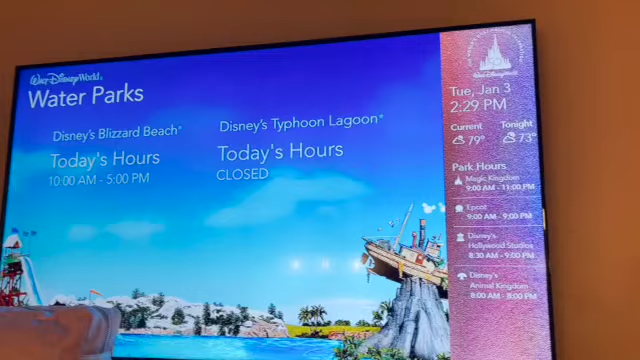 Walt Disney World
Water Parks
Disney's Blizzard Beach
Today's Hours
10:00 AM - 5:00 PM
Disney's Typhoon Lagoon
Today's Hours
CLOSED
Walt Disney World
Tue, Jan 3
2:29 PM
Current
79°
Tonight
73°
Park Hours
Magic Kingdom
9:00 AM - 11:00 PM
Epcot
9:00 AM - 9:00 PM
Disney's
Hollywood Studios
8:30 AM - 9:00 PM
Disney's
Animal Kingdom
8:00 AM - 8:00 PM